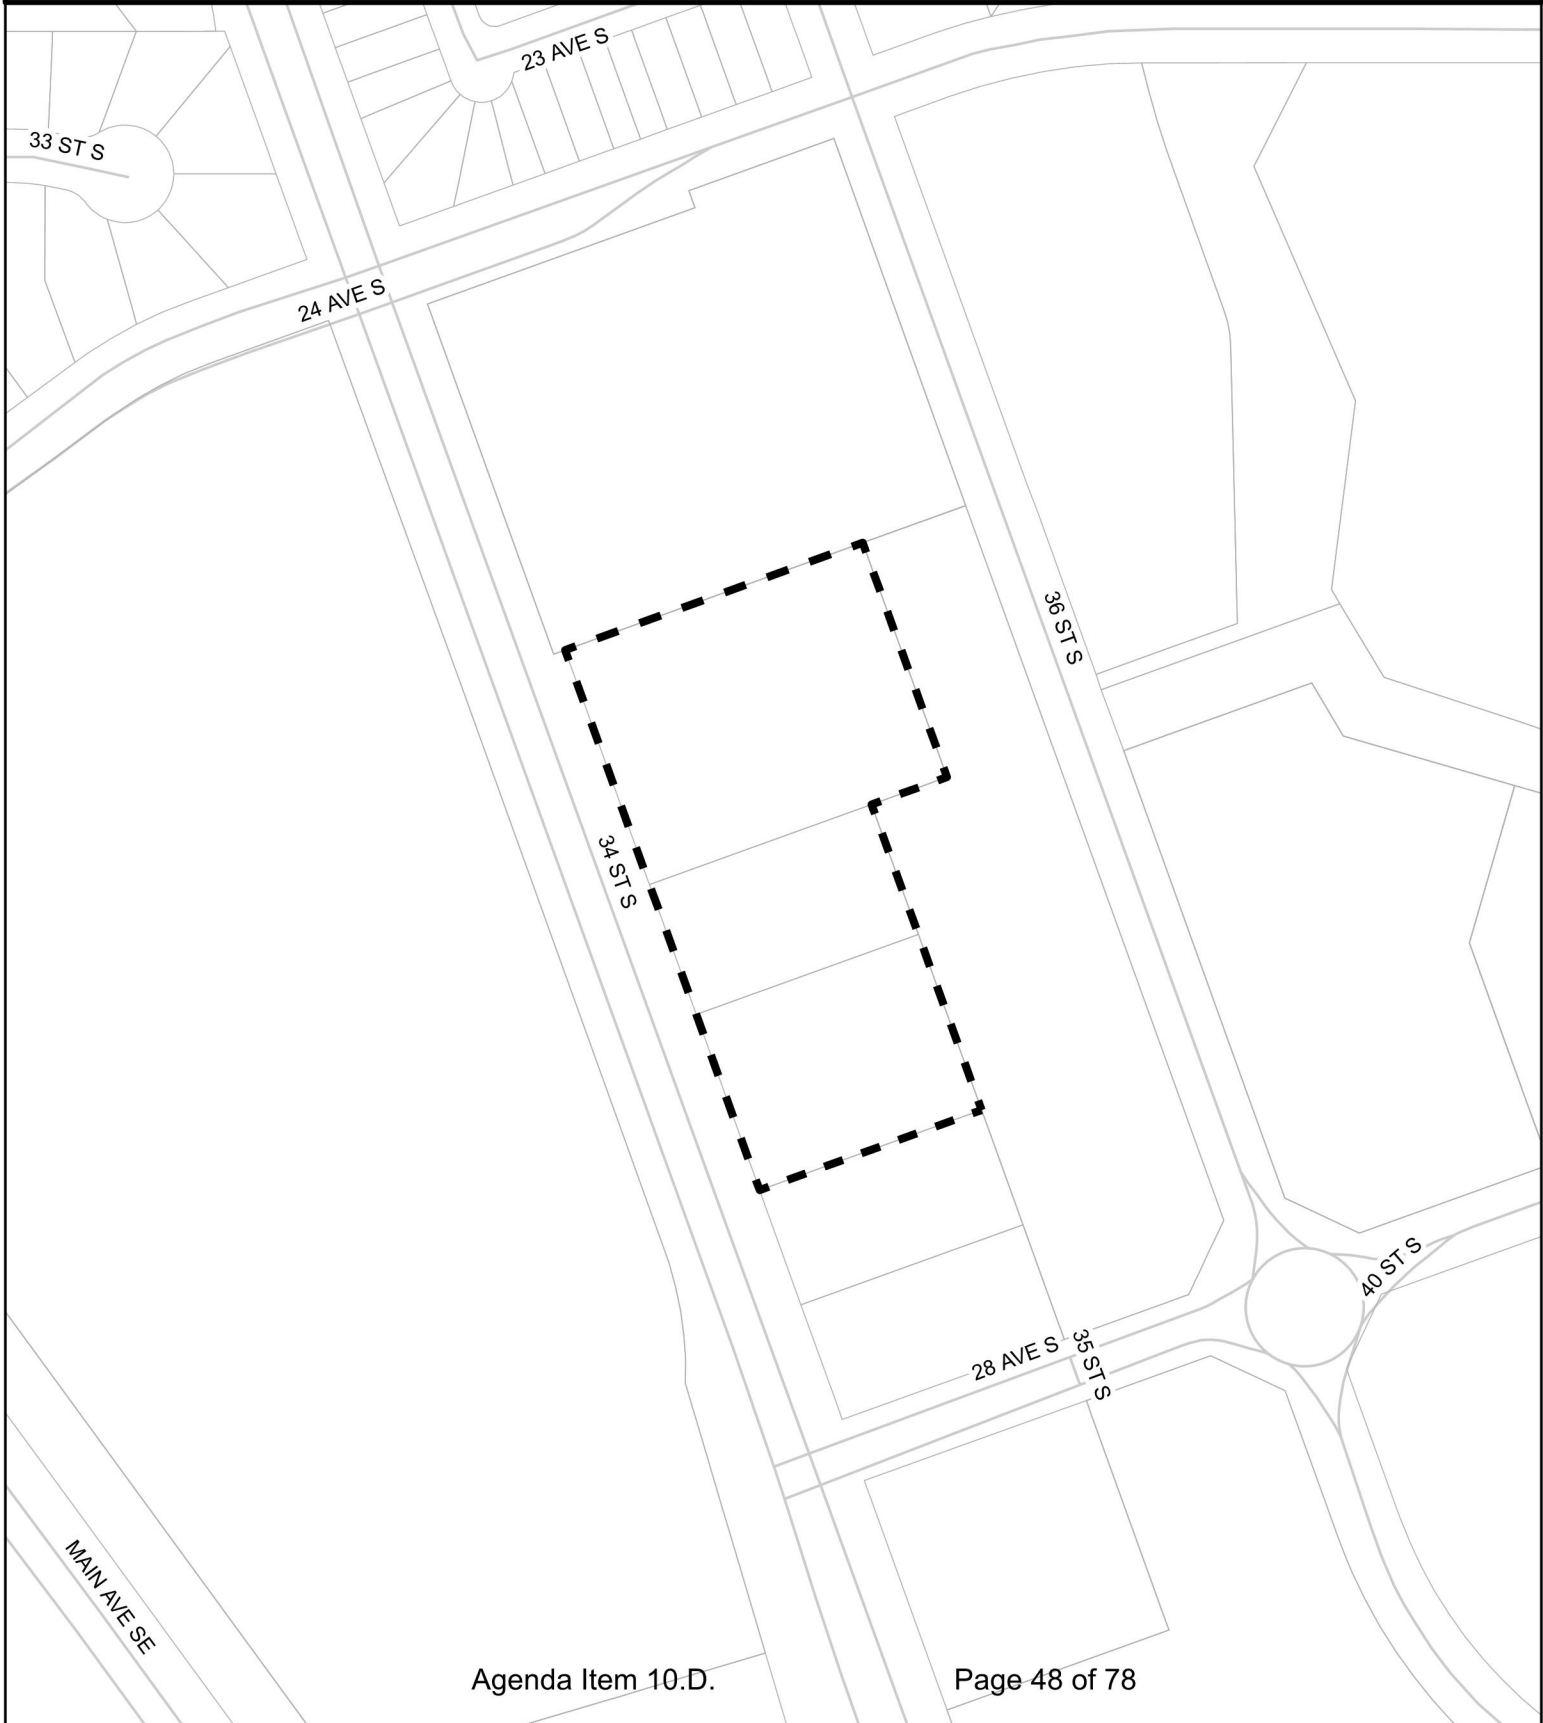 23 AVE S
33 ST S
24 AVE S
36 ST S
34 ST S
40 ST S
28 AVE S
35 ST S
MAIN AVE SE
Agenda Item 10.D.
Page 48 of 78